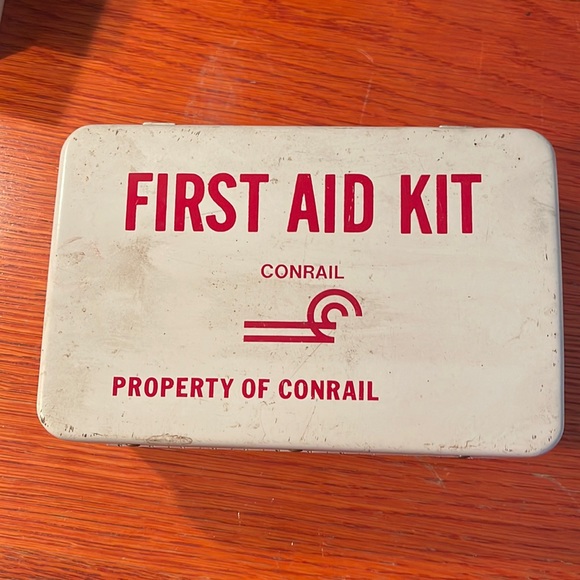 FIRST AID KIT
CONRAIL
PROPERTY OF CONRAIL